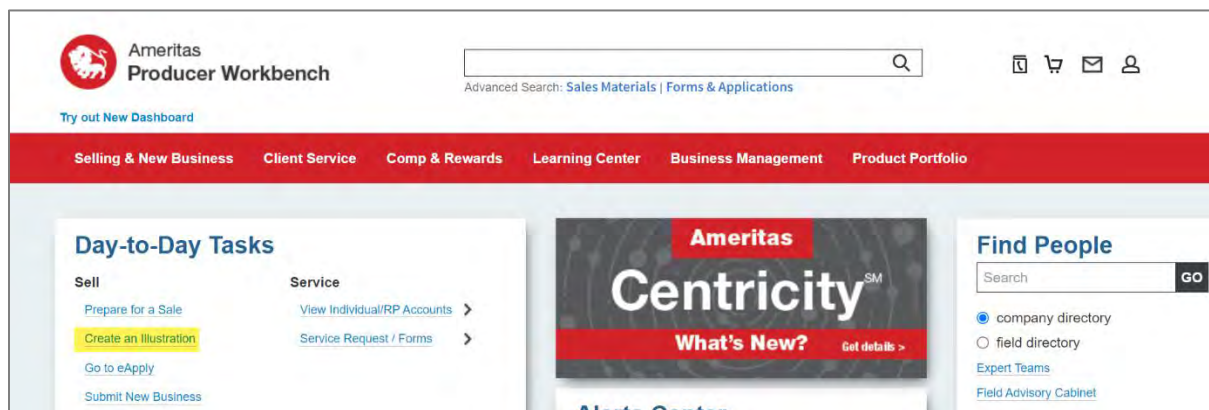 Ameritas
Producer Workbench
Advanced Search: Sales Materials | Forms & Applications
Try out New Dashboard
Selling & New Business Client Service Comp & Rewards Learning Center Business Management Product Portfolio
Day-to-Day Tasks
Sell
Prepare for a Sale
Create an Illustration
Go to eApply
Submit New Business
Service
View Individual/RP Accounts
Service Request / Forms
Ameritas
Centricity SM
What's New? Get details >
Alerts Center
Find People
Search GO
company directory
field directory
Expert Teams
Field Advisory Cabinet